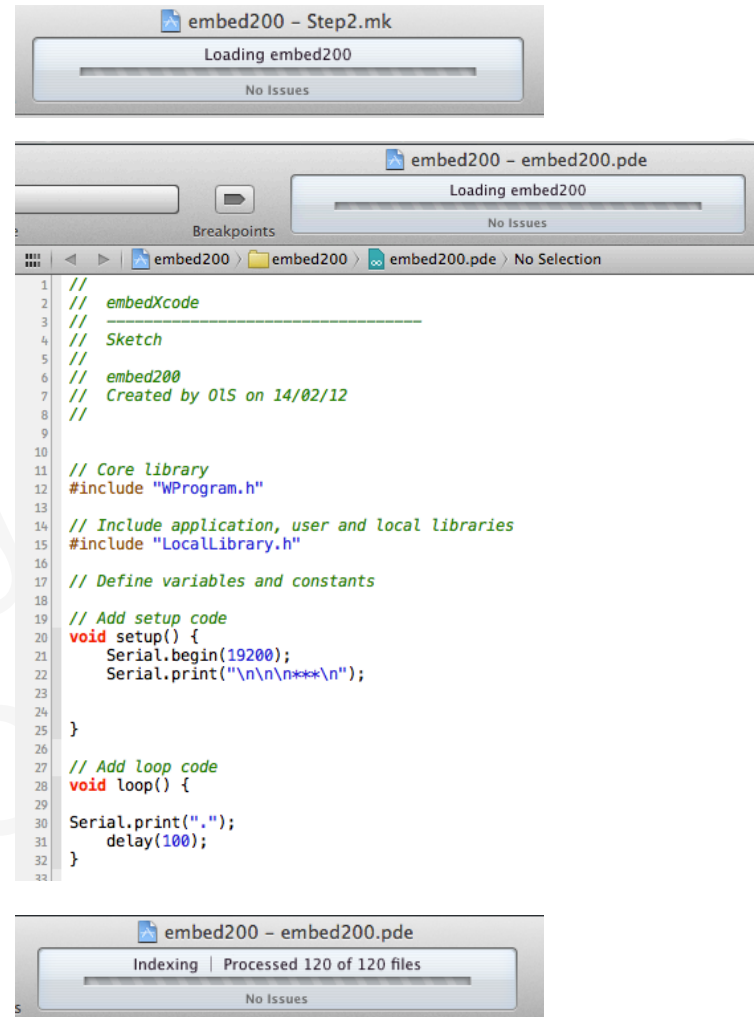 embed200 – Step2.mk
Loading embed200
No Issues
embed200 – embed200.pde
Loading embed200
No Issues
Breakpoints
embed200 〉 embed200 〉 embed200.pde 〉 No Selection
1 //
2 // embedXcode
3 // ----------------------------------
4 // Sketch
5 //
6 // embed200
7 // Created by OlS on 14/02/12
8 //
9
10
11 // Core library
12 #include "WProgram.h"
13
14 // Include application, user and local libraries
15 #include "LocalLibrary.h"
16
17 // Define variables and constants
18
19 // Add setup code
20 void setup() {
21     Serial.begin(19200);
22     Serial.print("\n\n\n***\n");
23
24
25 }
26
27 // Add loop code
28 void loop() {
29
30 Serial.print(".");
31     delay(100);
32 }
33
embed200 – embed200.pde
Indexing | Processed 120 of 120 files
No Issues